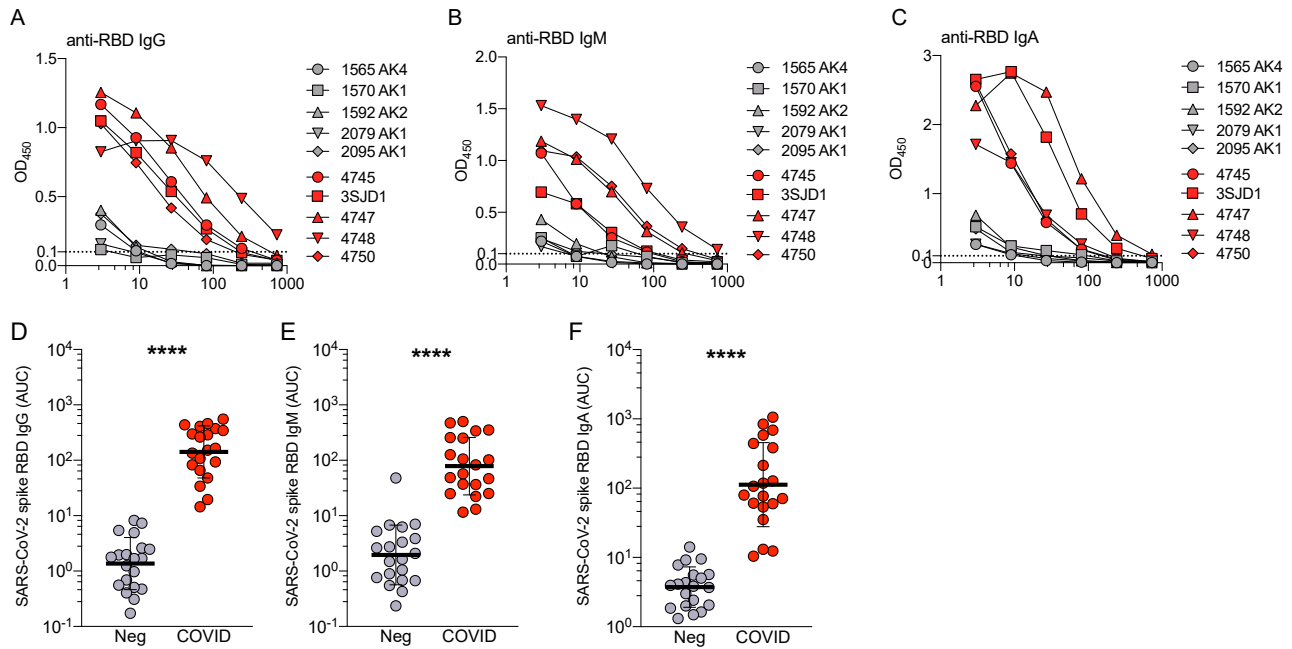 A
anti-RBD IgG
OD450
1.5
1.0
0.5
0.1
0.0
1
10
100
1000
1565 AK4
1570 AK1
1592 AK2
2079 AK1
2095 AK1
4745
3SJD1
4747
4748
4750
B
anti-RBD IgM
OD450
2.0
1.5
1.0
0.5
0.1
0.0
1
10
100
1000
1565 AK4
1570 AK1
1592 AK2
2079 AK1
2095 AK1
4745
3SJD1
4747
4748
4750
C
anti-RBD IgA
OD450
3
2
1
0.1
0
1
10
100
1000
1565 AK4
1570 AK1
1592 AK2
2079 AK1
2095 AK1
4745
3SJD1
4747
4748
4750
D
SARS-CoV-2 spike RBD IgG (AUC)
10^4
10^3
10^2
10^1
10^0
10^-1
****
Neg
COVID
E
SARS-CoV-2 spike RBD IgM (AUC)
10^4
10^3
10^2
10^1
10^0
10^-1
****
Neg
COVID
F
SARS-CoV-2 spike RBD IgA (AUC)
10^4
10^3
10^2
10^1
10^0
****
Neg
COVID